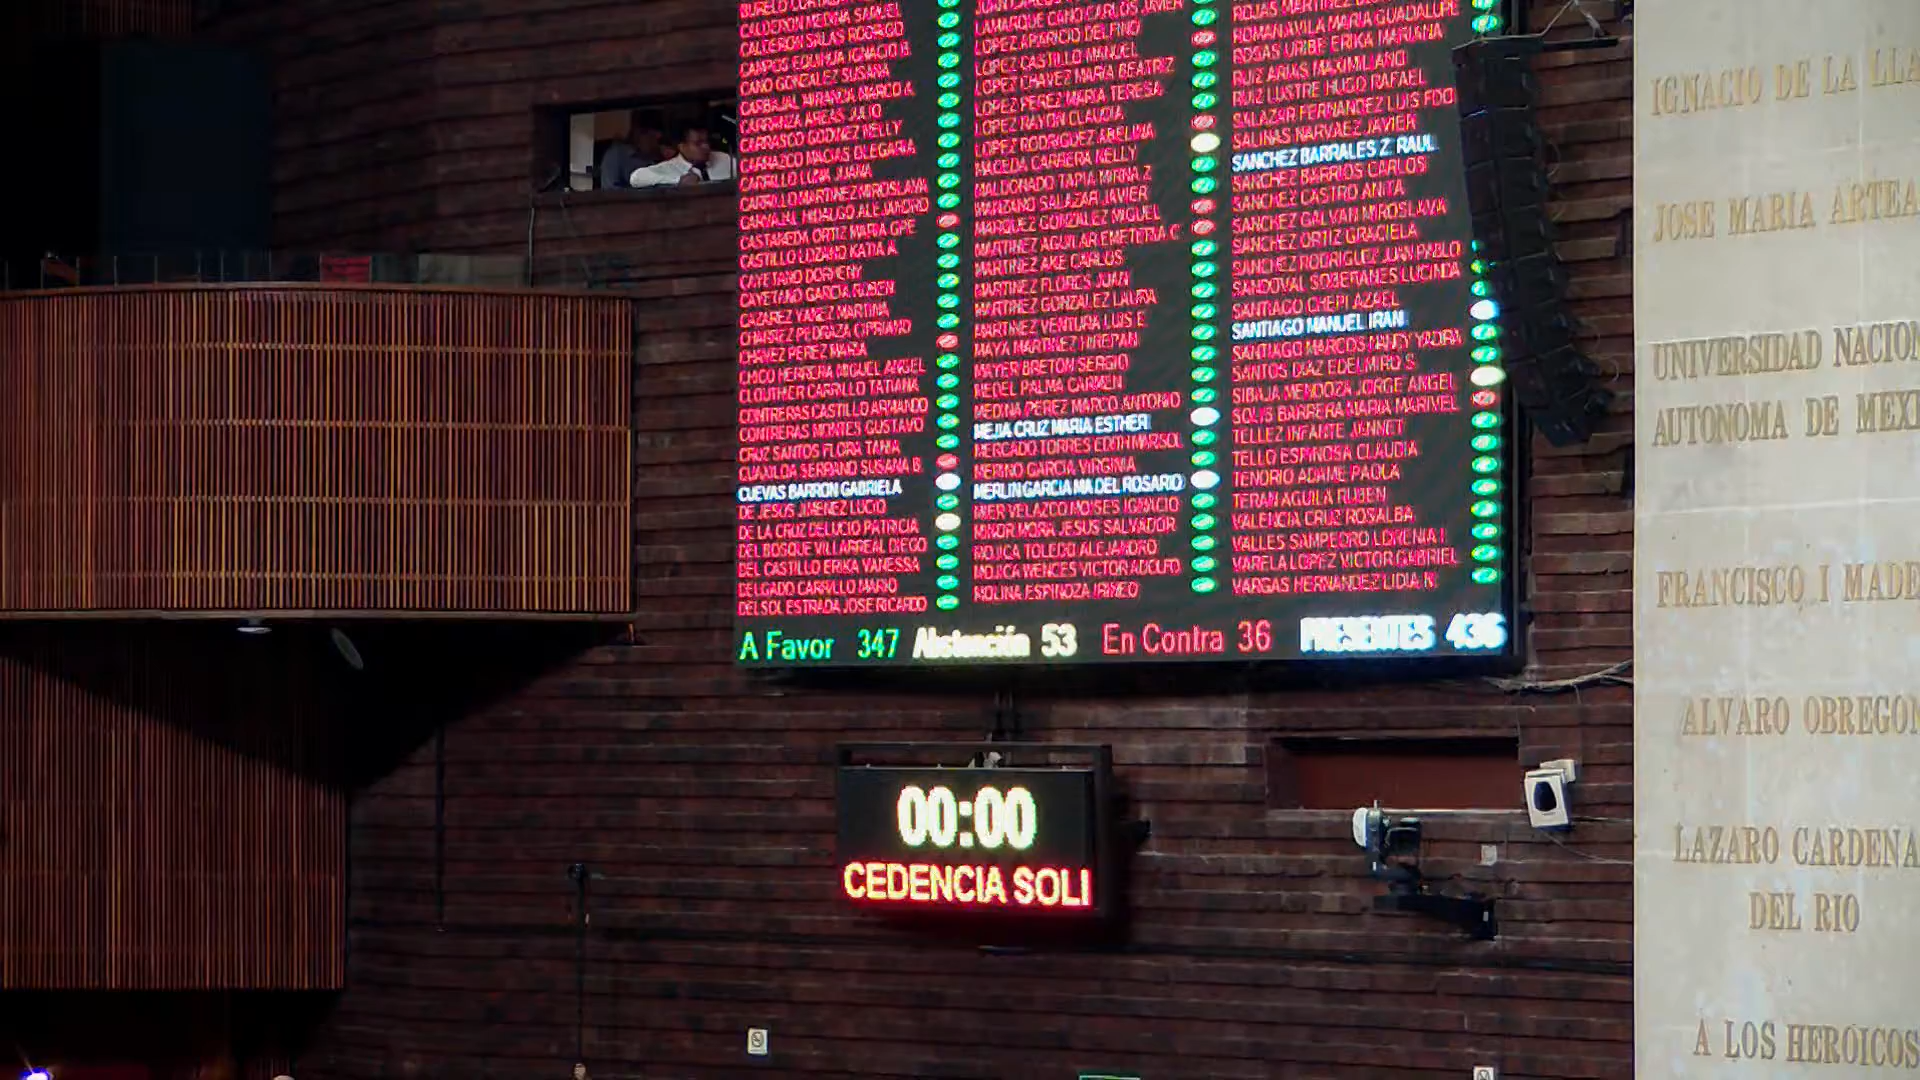 CALDERON MEDINA SAMUEL
CALDERON SALAS RODRIGO
CAMPOS EQUIHUA IGNACIO B.
CANO GONZALEZ SUSANA
CARBAJAL MIRANDA MARCO A.
CARRANZA AREAS JULIO
CARRASCO GODINEZ NELLY
CARRAZCO MACIAS OLEGARIA
CARRILLO LUNA JUANA
CARRILLO MARTINEZ MIROSLAVA
CARVAJAL HIDALGO ALEJANDRO
CASTAÑEDA ORTIZ MARIA GPE
CASTILLO LOZANO KATIA A.
CAYETANO DORHENY
CAYETANO GARCIA RUBEN
CAZAREZ YAÑEZ MARTINA
CHAIREZ PEDRAZA CIPRIANO
CHAVEZ PEREZ MARIA
CHICO HERRERA MIGUEL ANGEL
CLOUTHIER CARRILLO TATIANA
CONTRERAS CASTILLO ARMANDO
CONTRERAS MONTES GUSTAVO
CRUZ SANTOS FLORA TANIA
CUAXILOA SERRANO SUSANA B.
CUEVAS BARRON GABRIELA
DE JESUS JIMENEZ LUCIO
DE LA CRUZ DELUCIO PATRICIA
DEL BOSQUE VILLARREAL DIEGO
DEL CASTILLO ERIKA VANESSA
DELGADO CARRILLO MARIO
DELSOL ESTRADA JOSE RICARDO
LAMARQUE CANO CARLOS JAVIER
LOPEZ APARICIO DELFINO
LOPEZ CASTILLO MANUEL
LOPEZ CHAVEZ MARIA BEATRIZ
LOPEZ PEREZ MARIA TERESA
LOPEZ RAYON CLAUDIA
LOPEZ RODRIGUEZ ABELINA
MACEDA CARRERA NELLY
MALDONADO TAPIA MIRNA Z
MANZANO SALAZAR JAVIER
MARQUEZ GONZALEZ MIGUEL
MARTINEZ AGUILAR EMETERIA C
MARTINEZ AKE CARLOS
MARTINEZ FLORES JUAN
MARTINEZ GONZALEZ LAURA
MARTINEZ VENTURA LUIS E
MAYA MARTINEZ HIREPAN
MAYER BRETON SERGIO
MEDEL PALMA CARMEN
MEDINA PEREZ MARCO ANTONIO
MEJIA CRUZ MARIA ESTHER
MERCADO TORRES EDITH MARISOL
MERINO GARCIA VIRGINIA
MERLIN GARCIA MA DEL ROSARIO
MIER VELAZCO MOISES IGNACIO
MINOR MORA JESUS SALVADOR
MOJICA TOLEDO ALEJANDRO
MOJICA WENCES VICTOR ADOLFO
MOLINA ESPINOZA IRINEO
ROMAN AVILA MARIA GUADALUPE
ROSAS URIBE ERIKA MARIANA
RUIZ ARIAS MAXIMILIANO
RUIZ LUSTRE HUGO RAFAEL
SALAZAR FERNANDEZ LUIS FDO
SALINAS NARVAEZ JAVIER
SANCHEZ BARRALES Z. RAUL
SANCHEZ BARRIOS CARLOS
SANCHEZ CASTRO ANITA
SANCHEZ GALVAN MIROSLAVA
SANCHEZ ORTIZ GRACIELA
SANCHEZ RODRIGUEZ JUAN PABLO
SANDOVAL SOBERANES LUCINDA
SANTIAGO CHEPI AZAEL
SANTIAGO MANUEL IRAN
SANTIAGO MARCOS NANCY YADIRA
SANTOS DIAZ EDELMIRO S
SIBAJA MENDOZA JORGE ANGEL
SOLIS BARRERA MARIA MARIVEL
TELLEZ INFANTE JANNET
TELLO ESPINOSA CLAUDIA
TENORIO ADAME PAOLA
TERAN AGUILA RUBEN
VALENCIA CRUZ ROSALBA
VALLES SAMPEDRO LORENIA I
VARELA LOPEZ VICTOR GABRIEL
VARGAS HERNANDEZ LIDIA N.
A Favor 347 Abstención 53 En Contra 36 PRESENTES 436
00:00
CEDENCIA SOLI
IGNACIO DE LA LLA
JOSE MARIA ARTEA
UNIVERSIDAD NACION
AUTONOMA DE MEXI
FRANCISCO I MADE
ALVARO OBREGON
LAZARO CARDENA
DEL RIO
A LOS HEROICOS